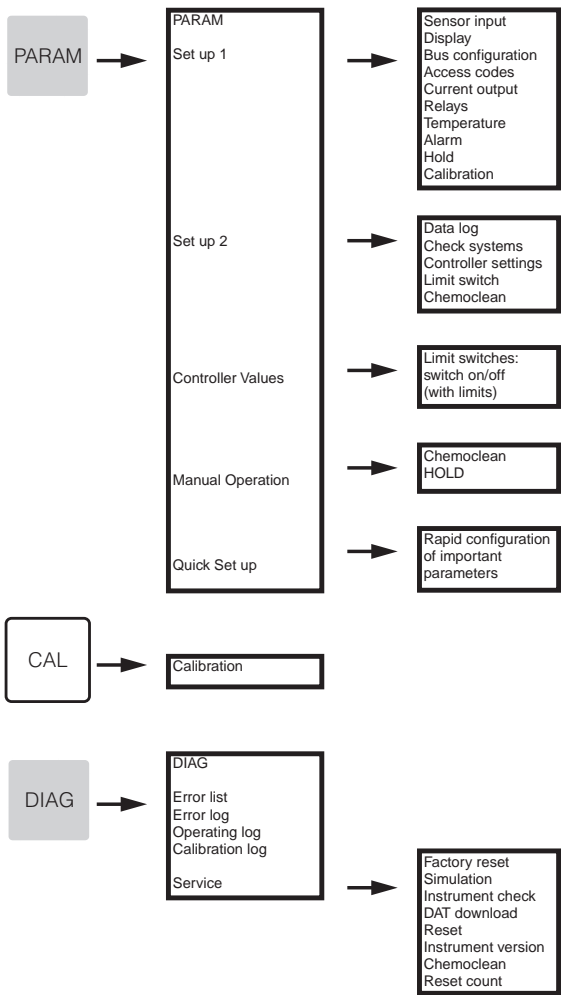 PARAM
PARAM
Set up 1
Sensor input
Display
Bus configuration
Access codes
Current output
Relays
Temperature
Alarm
Hold
Calibration
Set up 2
Data log
Check systems
Controller settings
Limit switch
Chemoclean
Controller Values
Limit switches:
switch on/off
(with limits)
Manual Operation
Chemoclean
HOLD
Quick Set up
Rapid configuration
of important
parameters
CAL
Calibration
DIAG
DIAG
Error list
Error log
Operating log
Calibration log
Service
Factory reset
Simulation
Instrument check
DAT download
Reset
Instrument version
Chemoclean
Reset count